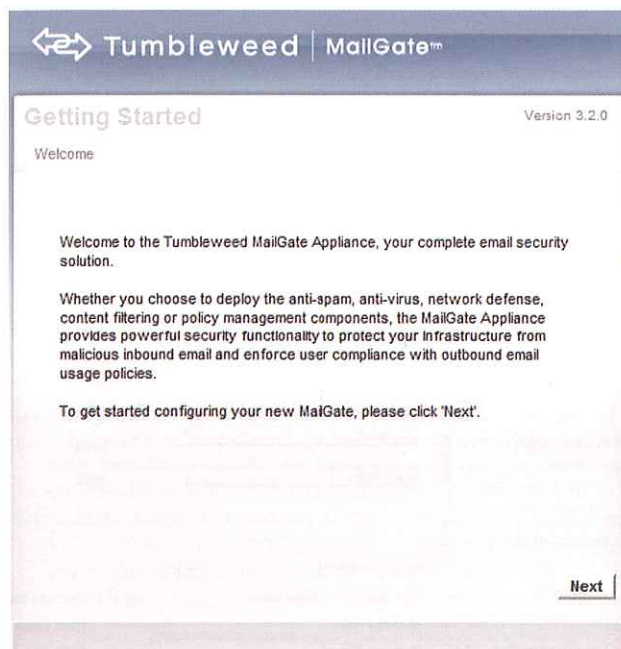 Tumbleweed | MailGate™
Getting Started
Version 3.2.0
Welcome
Welcome to the Tumbleweed MailGate Appliance, your complete email security
solution.
Whether you choose to deploy the anti-spam, anti-virus, network defense,
content filtering or policy management components, the MailGate Appliance
provides powerful security functionality to protect your infrastructure from
malicious inbound email and enforce user compliance with outbound email
usage policies.
To get started configuring your new MailGate, please click 'Next'.
Next